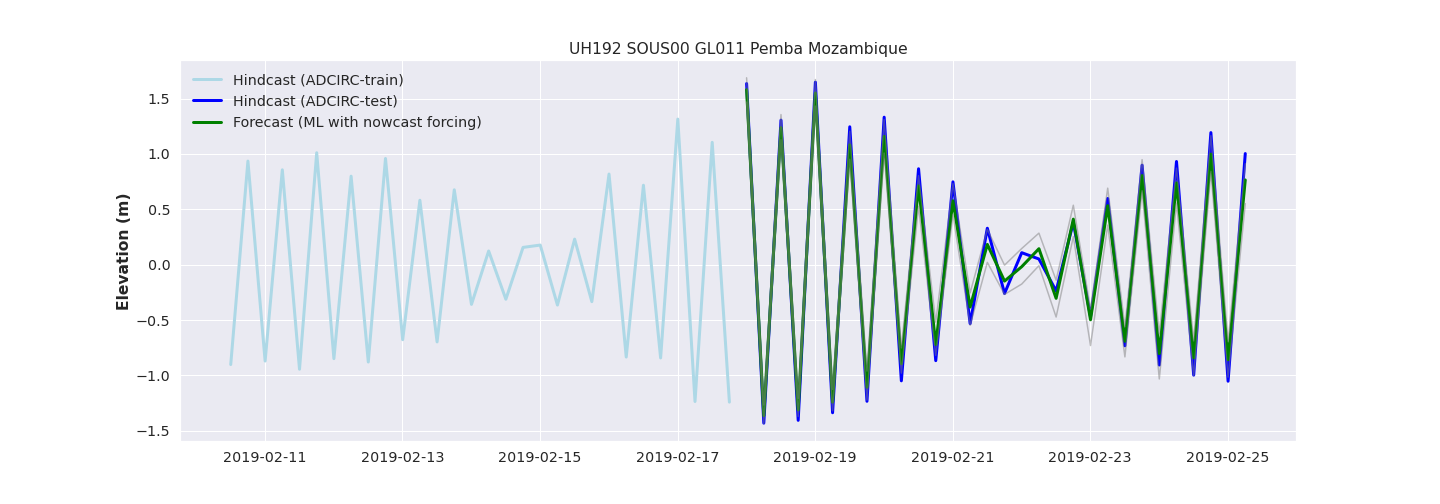 UH192 SOUS00 GL011 Pemba Mozambique
Hindcast (ADCIRC-train)
Hindcast (ADCIRC-test)
Forecast (ML with nowcast forcing)
Elevation (m)
1.5
1.0
0.5
0.0
−0.5
−1.0
−1.5
2019-02-11 2019-02-13 2019-02-15 2019-02-17 2019-02-19 2019-02-21 2019-02-23 2019-02-25